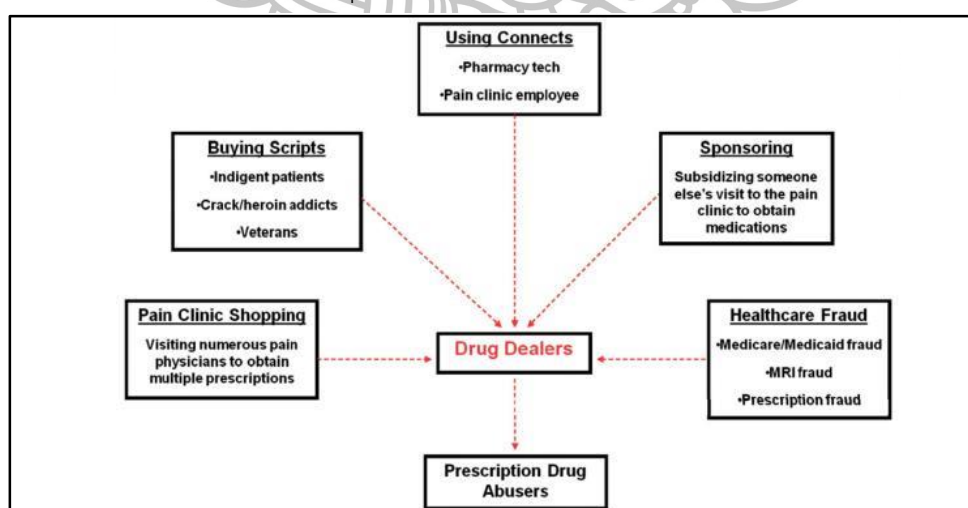 Using Connects
•Pharmacy tech
•Pain clinic employee
Buying Scripts
•Indigent patients
•Crack/heroin addicts
•Veterans
Sponsoring
Subsidizing someone
else's visit to the pain
clinic to obtain
medications
Pain Clinic Shopping
Visiting numerous pain
physicians to obtain
multiple prescriptions
Drug Dealers
Healthcare Fraud
•Medicare/Medicaid fraud
•MRI fraud
•Prescription fraud
Prescription Drug
Abusers